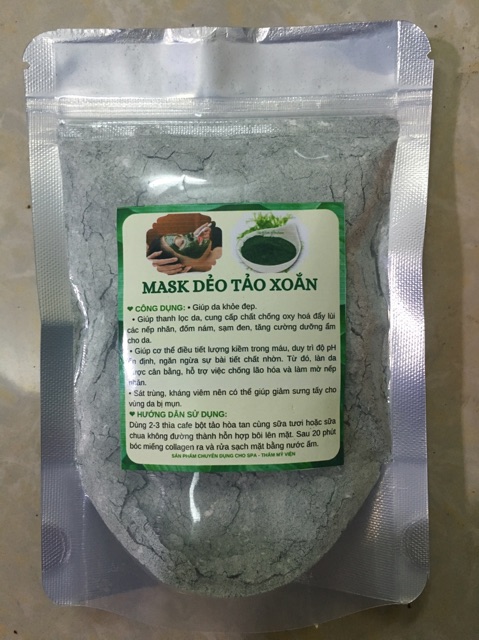 MASK DẺO TẢO XOẮN
♥ CÔNG DỤNG: • Giúp da khỏe đẹp.
• Giúp thanh lọc da, cung cấp chất chống oxy hoá đẩy lùi
các nếp nhăn, đốm nám, sạm đen, tăng cường dưỡng ẩm
cho da.
• Giúp cơ thể điều tiết lượng kiềm trong máu, duy trì độ pH
ổn định, ngăn ngừa sự bài tiết chất nhờn. Từ đó, làn da
được cân bằng, hỗ trợ việc chống lão hóa và làm mờ nếp
nhăn.
• Sát trùng, kháng viêm nên có thể giúp giảm sưng tấy cho
vùng da bị mụn.
♥ HƯỚNG DẪN SỬ DỤNG:
Dùng 2-3 thìa cafe bột tảo hòa tan cùng sữa tươi hoặc sữa
chua không đường thành hỗn hợp bôi lên mặt. Sau 20 phút
bóc miếng collagen ra và rửa sạch mặt bằng nước ấm.
SẢN PHẨM CHUYÊN DỤNG CHO SPA - THẨM MỸ VIỆN